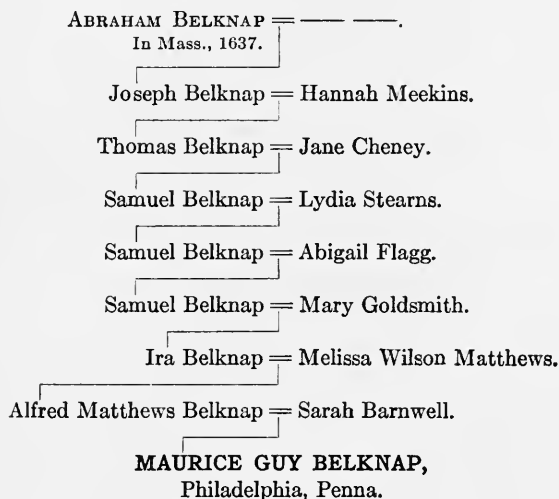 ABRAHAM BELKNAP = — —.
In Mass., 1637.
Joseph Belknap = Hannah Meekins.
Thomas Belknap = Jane Cheney.
Samuel Belknap = Lydia Stearns.
Samuel Belknap = Abigail Flagg.
Samuel Belknap = Mary Goldsmith.
Ira Belknap = Melissa Wilson Matthews.
Alfred Matthews Belknap = Sarah Barnwell.
MAURICE GUY BELKNAP,
Philadelphia, Penna.